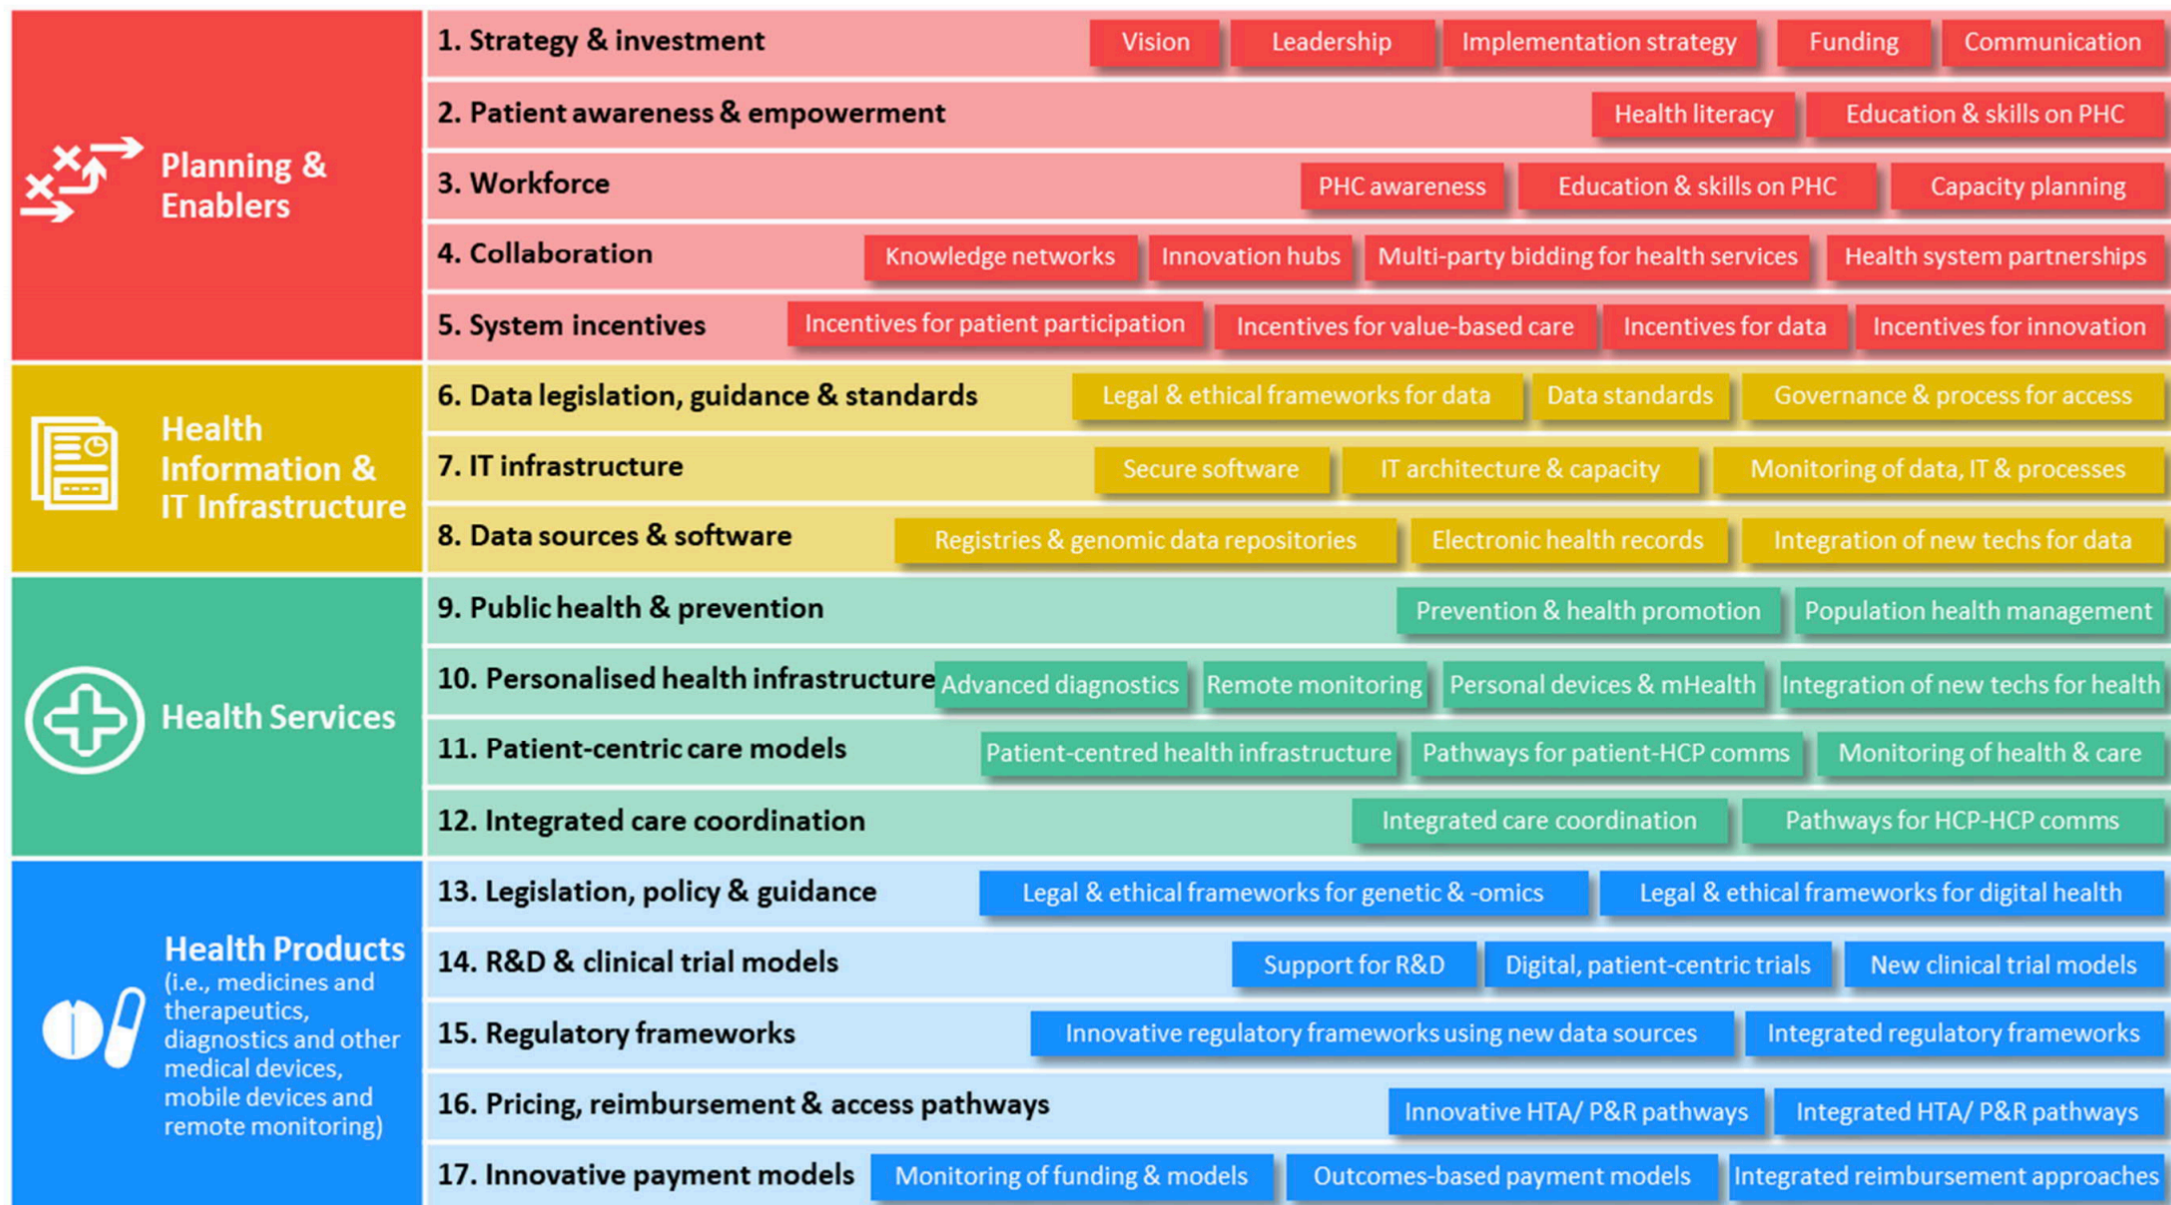 Planning &
Enablers
1. Strategy & investment
Vision
Leadership
Implementation strategy
Funding
Communication
2. Patient awareness & empowerment
Health literacy
Education & skills on PHC
3. Workforce
PHC awareness
Education & skills on PHC
Capacity planning
4. Collaboration
Knowledge networks
Innovation hubs
Multi-party bidding for health services
Health system partnerships
5. System incentives
Incentives for patient participation
Incentives for value-based care
Incentives for data
Incentives for innovation
Health
Information &
IT Infrastructure
6. Data legislation, guidance & standards
Legal & ethical frameworks for data
Data standards
Governance & process for access
7. IT infrastructure
Secure software
IT architecture & capacity
Monitoring of data, IT & processes
8. Data sources & software
Registries & genomic data repositories
Electronic health records
Integration of new techs for data
Health Services
9. Public health & prevention
Prevention & health promotion
Population health management
10. Personalised health infrastructure
Advanced diagnostics
Remote monitoring
Personal devices & mHealth
Integration of new techs for health
11. Patient-centric care models
Patient-centred health infrastructure
Pathways for patient-HCP comms
Monitoring of health & care
12. Integrated care coordination
Integrated care coordination
Pathways for HCP-HCP comms
Health Products
(i.e., medicines and
therapeutics,
diagnostics and other
medical devices,
mobile devices and
remote monitoring)
13. Legislation, policy & guidance
Legal & ethical frameworks for genetic & -omics
Legal & ethical frameworks for digital health
14. R&D & clinical trial models
Support for R&D
Digital, patient-centric trials
New clinical trial models
15. Regulatory frameworks
Innovative regulatory frameworks using new data sources
Integrated regulatory frameworks
16. Pricing, reimbursement & access pathways
Innovative HTA/ P&R pathways
Integrated HTA/ P&R pathways
17. Innovative payment models
Monitoring of funding & models
Outcomes-based payment models
Integrated reimbursement approaches